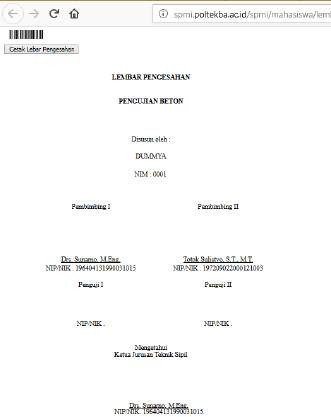 spmi.poltekba.ac.id/spmi/mahasiswa/lem
Cetak Lebar Pengesahan
LEMBAR PENGESAHAN
PENGUJIAN BETON
Disusun oleh :
DUMMYA
NIM : 0001
Pembimbing I Pembimbing II
Drs. Sunarno, M.Eng. Totok Sulistyo, S.T., M.T.
NIP/NIK . 196404131990031015 NIP/NIK . 197209022000121003
Penguji I Penguji II
NIP/NIK . NIP/NIK .
Mengetahui
Ketua Jurusan Teknik Sipil
Drs. Sunarno, M.Eng.
NIP/NIK. 196404131990031015